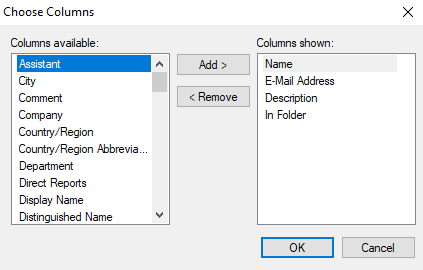 Choose Columns
Columns available:
Assistant
City
Comment
Company
Country/Region
Country/Region Abbrevia...
Department
Direct Reports
Display Name
Distinguished Name
Add >
< Remove
Columns shown:
Name
E-Mail Address
Description
In Folder
OK
Cancel